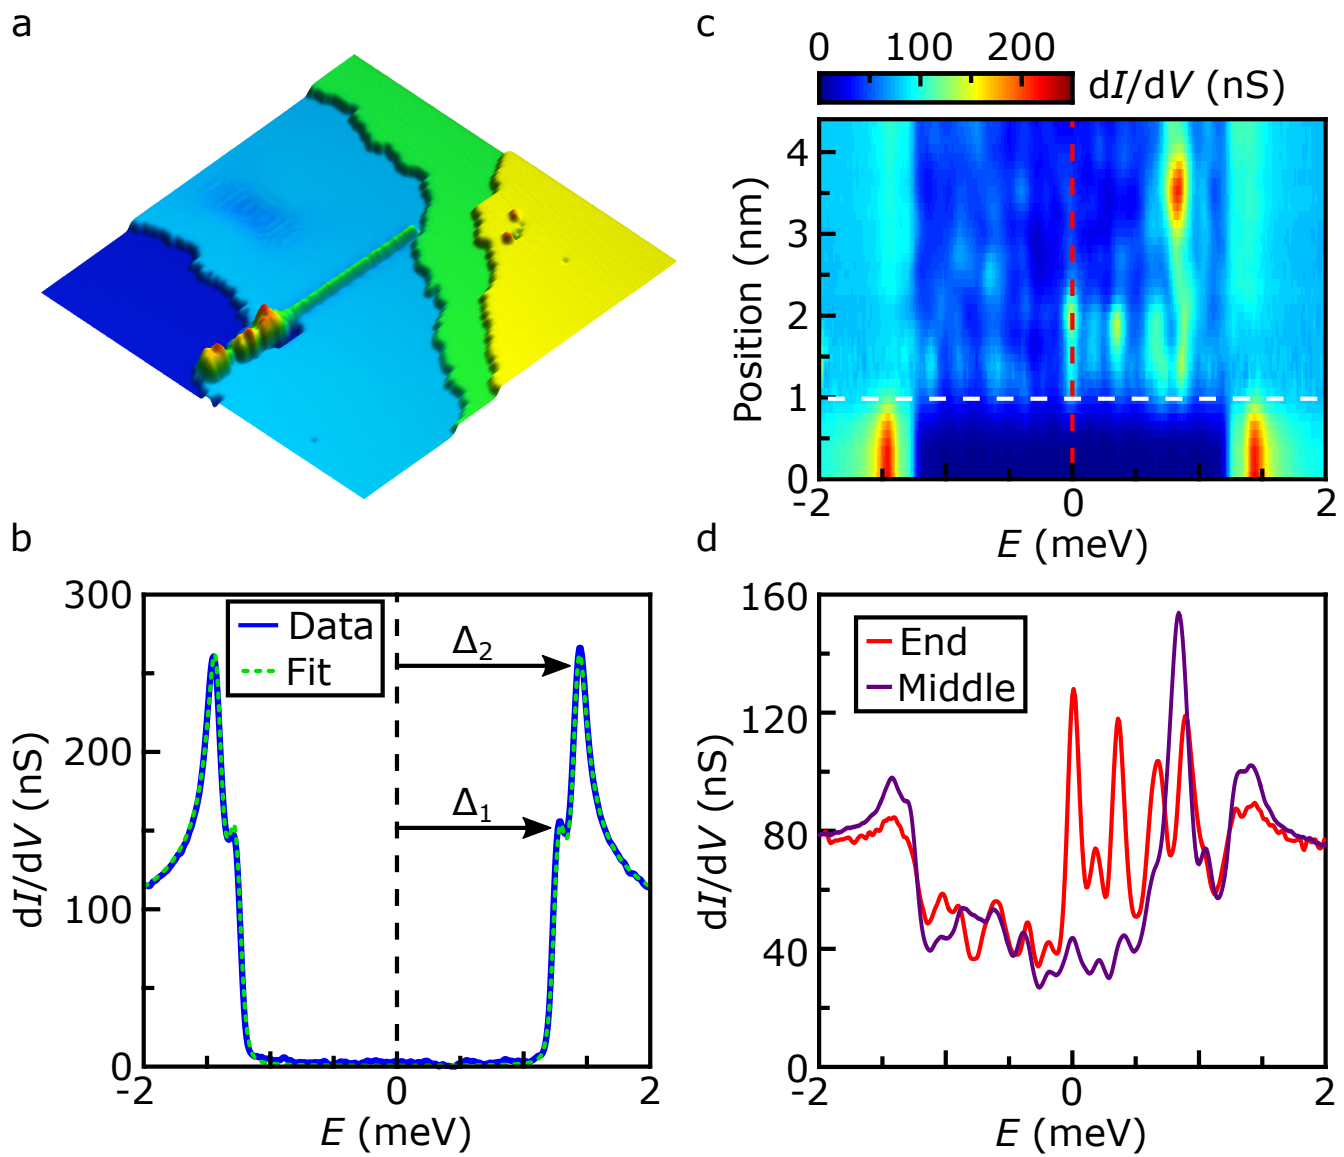 a
c
0 100 200
dI/dV (nS)
4
3
2
1
0
Position (nm)
-2 0 2
E (meV)
b
300
200
100
0
dI/dV (nS)
Data
Fit
Δ2
Δ1
-2 0 2
E (meV)
d
160
120
80
40
0
dI/dV (nS)
End
Middle
-2 0 2
E (meV)